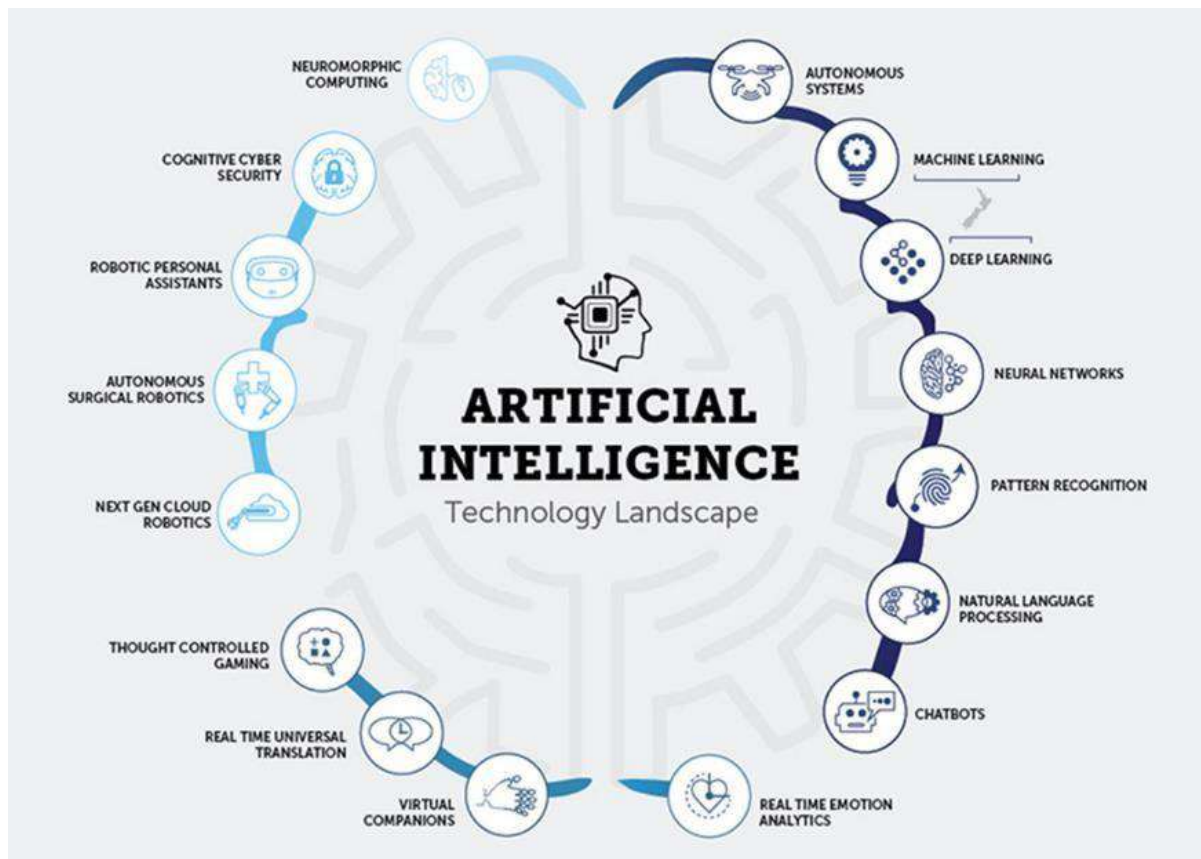 ARTIFICIAL
INTELLIGENCE
Technology Landscape
NEUROMORPHIC
COMPUTING
COGNITIVE CYBER
SECURITY
ROBOTIC PERSONAL
ASSISTANTS
AUTONOMOUS
SURGICAL ROBOTICS
NEXT GEN CLOUD
ROBOTICS
THOUGHT CONTROLLED
GAMING
REAL TIME UNIVERSAL
TRANSLATION
VIRTUAL
COMPANIONS
AUTONOMOUS
SYSTEMS
MACHINE LEARNING
DEEP LEARNING
NEURAL NETWORKS
PATTERN RECOGNITION
NATURAL LANGUAGE
PROCESSING
CHATBOTS
REAL TIME EMOTION
ANALYTICS